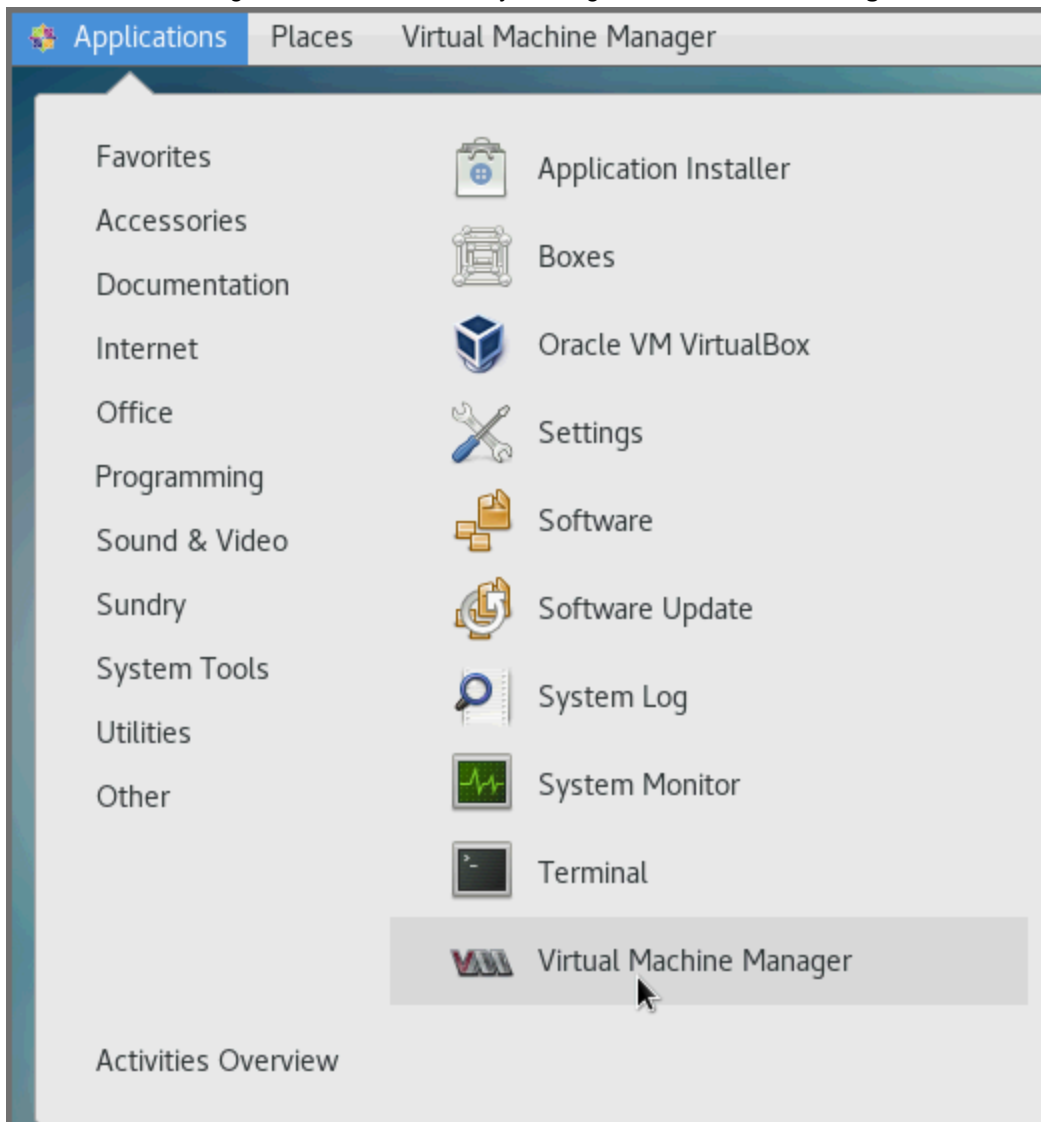 Applications Places Virtual Machine Manager
Favorites
Accessories
Documentation
Internet
Office
Programming
Sound & Video
Sundry
System Tools
Utilities
Other
Activities Overview
Application Installer
Boxes
Oracle VM VirtualBox
Settings
Software
Software Update
System Log
System Monitor
Terminal
Virtual Machine Manager